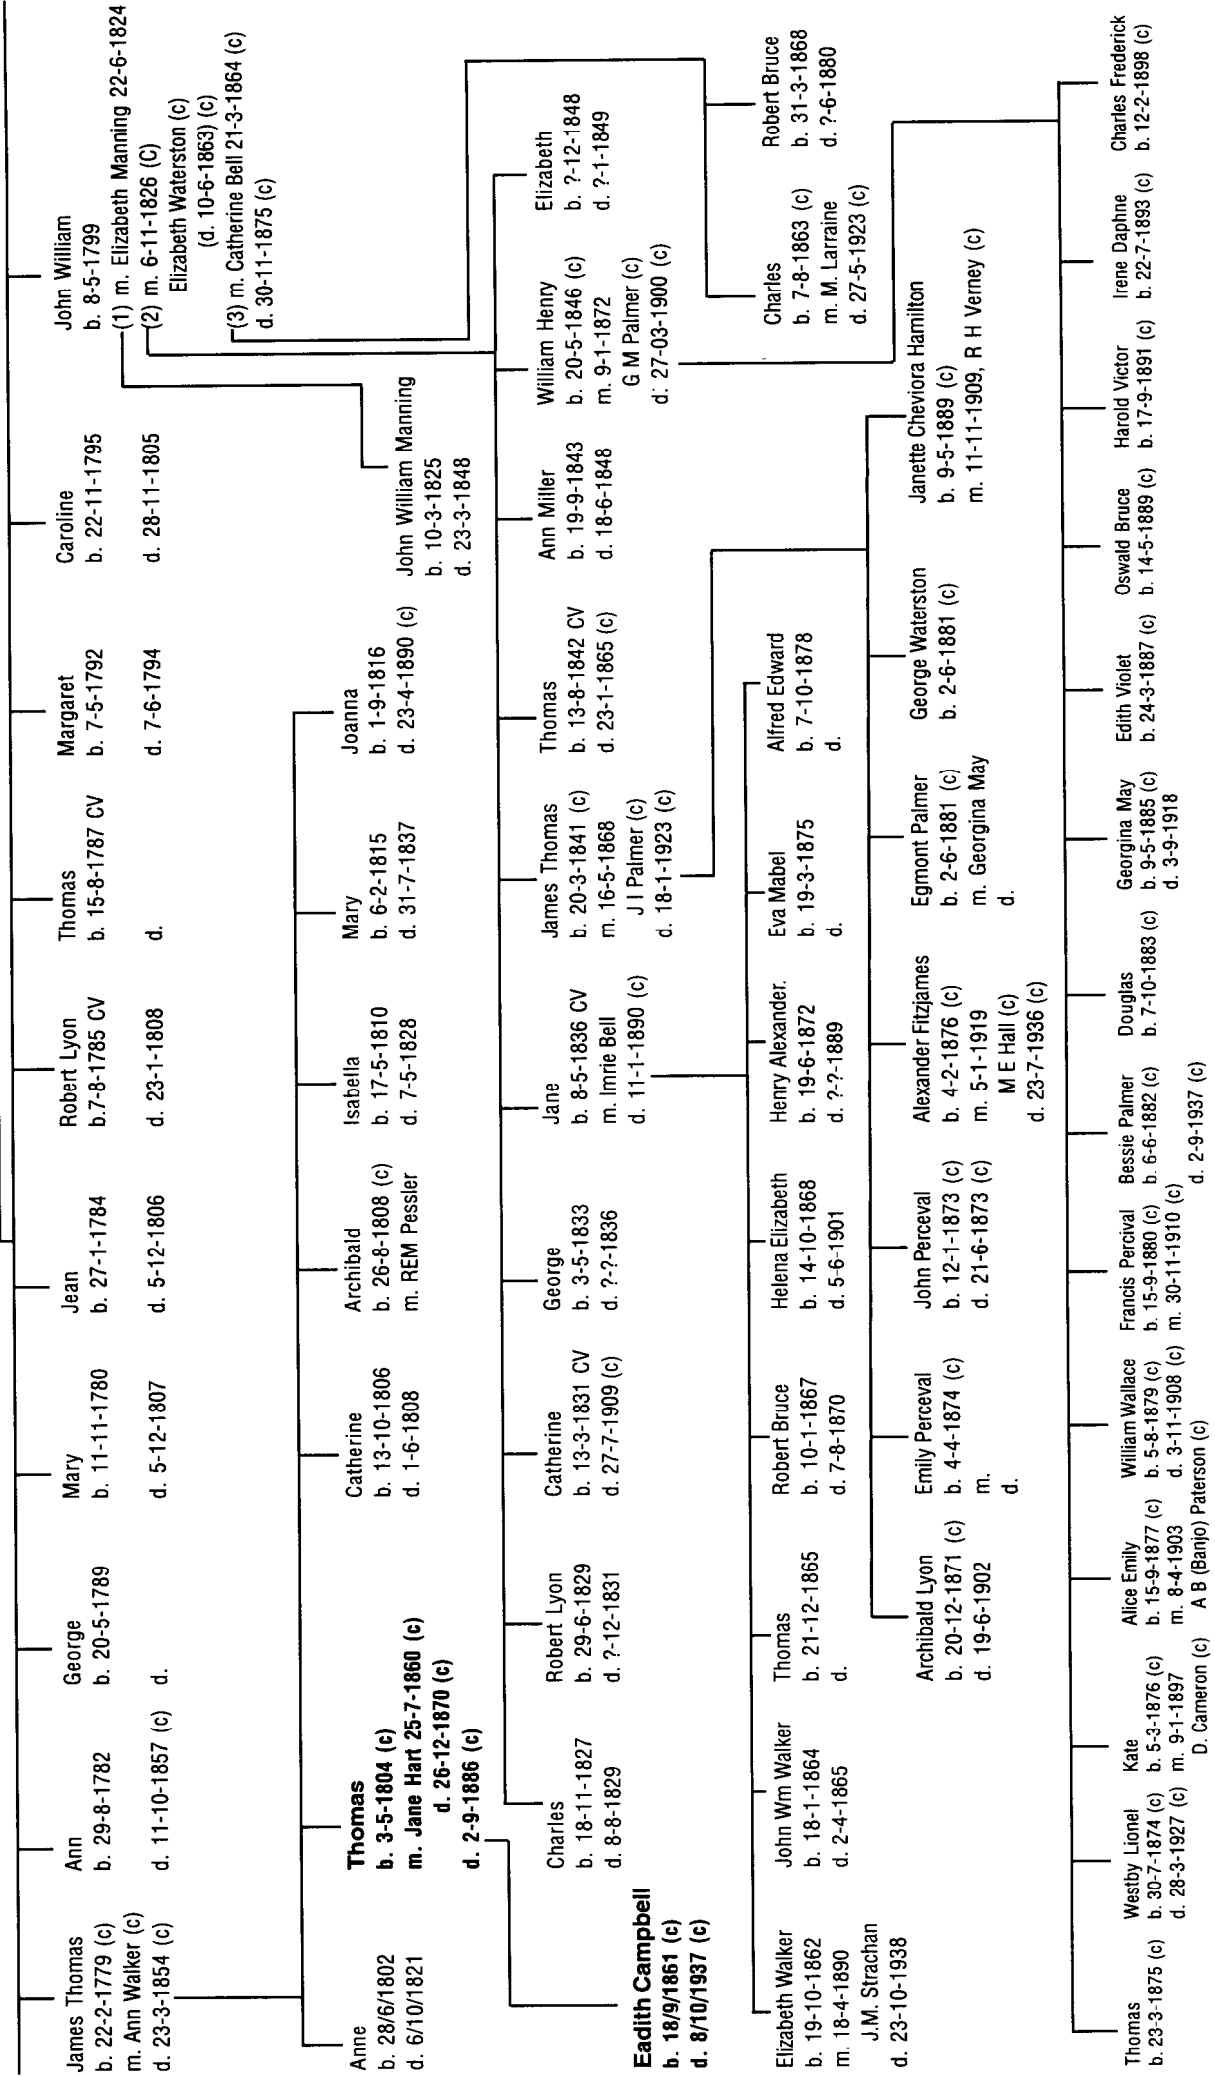 James Thomas
b. 22-2-1779 (c)
m. Ann Walker (c)
d. 23-3-1854 (c)
Ann
b. 29-8-1782
d. 11-10-1857 (c)
George
b. 20-5-1789
d.
Mary
b. 11-11-1780
d. 5-12-1807
Jean
b. 27-1-1784
d. 5-12-1806
Robert Lyon
b.7-8-1785 CV
d. 23-1-1808
Thomas
b. 15-8-1787 CV
d.
Margaret
b. 7-5-1792
d. 7-6-1794
Caroline
b. 22-11-1795
d. 28-11-1805
John William
b. 8-5-1799
(1) m. Elizabeth Manning 22-6-1824
(2) m. 6-11-1826 (C)
Elizabeth Waterston (c)
(d. 10-6-1863) (c)
(3) m. Catherine Bell 21-3-1864 (c)
d. 30-11-1875 (c)
Anne
b. 28/6/1802
d. 6/10/1821
Thomas
b. 3-5-1804 (c)
m. Jane Hart 25-7-1860 (c)
d. 26-12-1870 (c)
d. 2-9-1886 (c)
Catherine
b. 13-10-1806
d. 1-6-1808
Archibald
b. 26-8-1808 (c)
m. REM Pessler
Isabella
b. 17-5-1810
d. 7-5-1828
Mary
b. 6-2-1815
d. 31-7-1837
Joanna
b. 1-9-1816
d. 23-4-1890 (c)
John William Manning
b. 10-3-1825
d. 23-3-1848
Charles
b. 18-11-1827
d. 8-8-1829
Robert Lyon
b. 29-6-1829
d. ?-12-1831
Catherine
b. 13-3-1831 CV
d. 27-7-1909 (c)
George
b. 3-5-1833
d. ?-?-1836
Jane
b. 8-5-1836 CV
m. Imrie Bell
d. 11-1-1890 (c)
James Thomas
b. 20-3-1841 (c)
m. 16-5-1868
J I Palmer (c)
d. 18-1-1923 (c)
Thomas
b. 13-8-1842 CV
d. 23-1-1865 (c)
Ann Miller
b. 19-9-1843
d. 18-6-1848
William Henry
b. 20-5-1846 (c)
m. 9-1-1872
G M Palmer (c)
d. 27-03-1900 (c)
Elizabeth
b. ?-12-1848
d. ?-1-1849
Eadith Campbell
b. 18/9/1861 (c)
d. 8/10/1937 (c)
Charles
b. 7-8-1863 (c)
m. M. Larraine
d. 27-5-1923 (c)
Robert Bruce
b. 31-3-1868
d. ?-6-1880
Elizabeth Walker
b. 19-10-1862
m. 18-4-1890
J.M. Strachan
d. 23-10-1938
John Wm Walker
b. 18-1-1864
d. 2-4-1865
Thomas
b. 21-12-1865
d.
Robert Bruce
b. 10-1-1867
d. 7-8-1870
Helena Elizabeth
b. 14-10-1868
d. 5-6-1901
Henry Alexander.
b. 19-6-1872
d. ?-?-1889
Eva Mabel
b. 19-3-1875
d.
Alfred Edward
b. 7-10-1878
d.
Archibald Lyon
b. 20-12-1871 (c)
d. 19-6-1902
Emily Perceval
b. 4-4-1874 (c)
m.
d.
John Perceval
b. 12-1-1873 (c)
d. 21-6-1873 (c)
Alexander Fitzjames
b. 4-2-1876 (c)
m. 5-1-1919
M E Hall (c)
d. 23-7-1936 (c)
Egmont Palmer
b. 2-6-1881 (c)
m. Georgina May
d.
George Waterston
b. 2-6-1881 (c)
Janette Cheviora Hamilton
b. 9-5-1889 (c)
m. 11-11-1909, R H Verney (c)
Thomas
b. 23-3-1875 (c)
Westby Lionel
b. 30-7-1874 (c)
d. 28-3-1927 (c)
Kate
b. 5-3-1876 (c)
m. 9-1-1897
D. Cameron (c)
Alice Emily
b. 15-9-1877 (c)
m. 8-4-1903
A B (Banjo) Paterson (c)
William Wallace
b. 5-8-1879 (c)
d. 3-11-1908 (c)
Francis Percival
b. 15-9-1880 (c)
m. 30-11-1910 (c)
Bessie Palmer
b. 6-6-1882 (c)
d. 2-9-1937 (c)
Douglas
b. 7-10-1883 (c)
Georgina May
b. 9-5-1885 (c)
d. 3-9-1918
Edith Violet
b. 24-3-1887 (c)
Oswald Bruce
b. 14-5-1889 (c)
Harold Victor
b. 17-9-1891 (c)
Irene Daphne
b. 22-7-1893 (c)
Charles Frederick
b. 12-2-1898 (c)